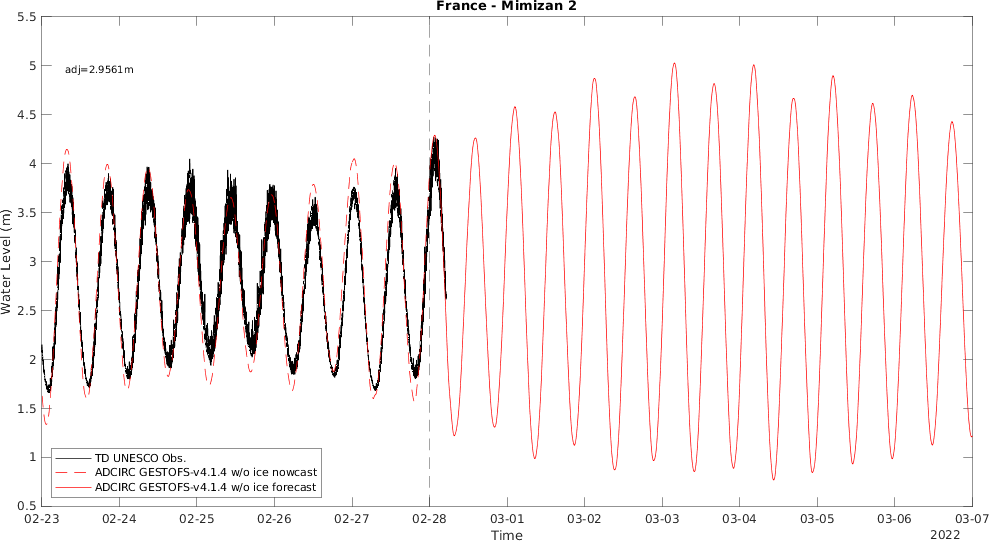 France - Mimizan 2
5.5
5
4.5
4
3.5
3
2.5
2
1.5
1
0.5
Water Level (m)
adj=2.9561m
TD UNESCO Obs.
ADCIRC GESTOFS-v4.1.4 w/o ice nowcast
ADCIRC GESTOFS-v4.1.4 w/o ice forecast
02-23 02-24 02-25 02-26 02-27 02-28 03-01 03-02 03-03 03-04 03-05 03-06 03-07
Time
2022